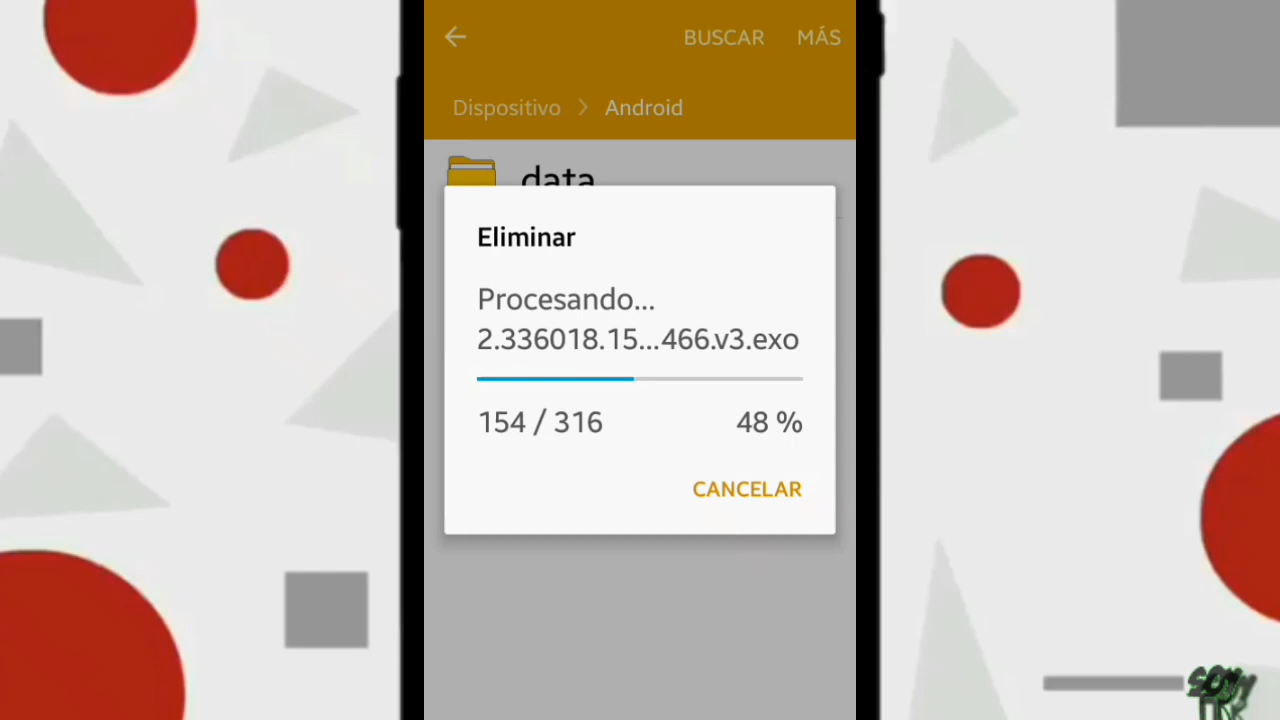 BUSCAR MÁS
Dispositivo > Android
data
Eliminar
Procesando...
2.336018.15...466.v3.exo
154 / 316 48 %
CANCELAR